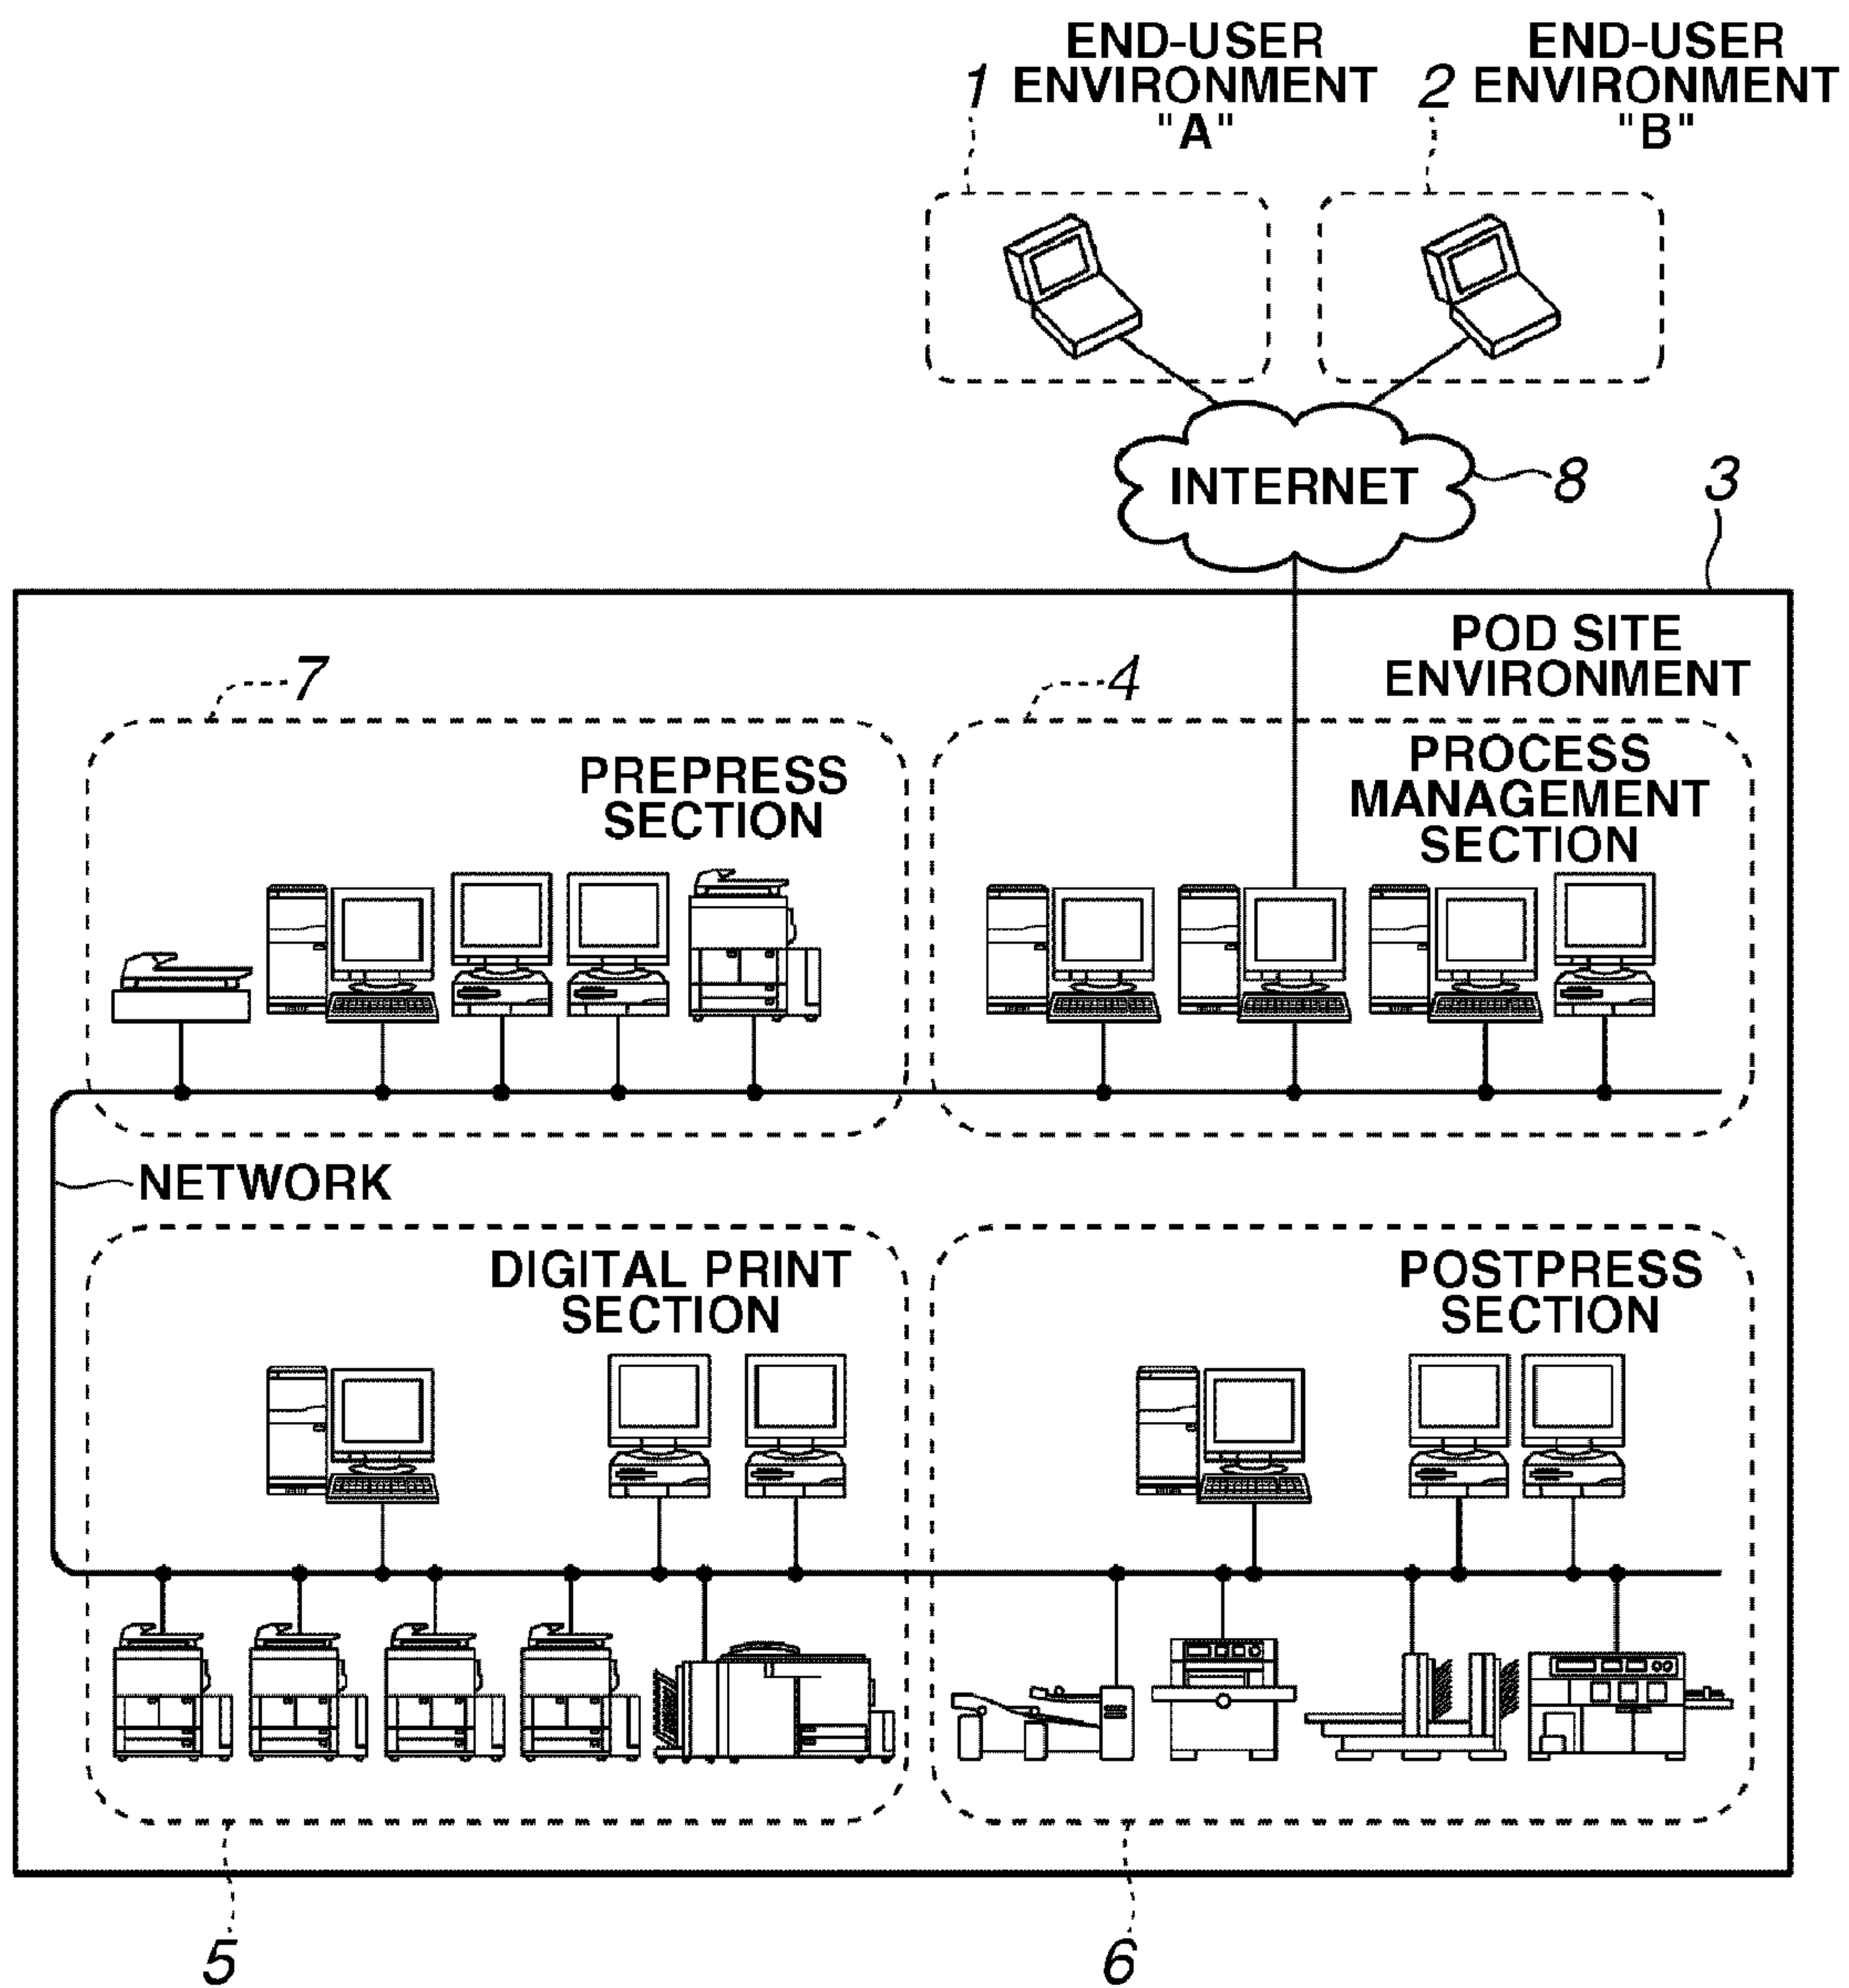 END-USER
ENVIRONMENT
"A"
1
END-USER
ENVIRONMENT
"B"
2
INTERNET
8
3
POD SITE
ENVIRONMENT
7
PREPRESS
SECTION
4
PROCESS
MANAGEMENT
SECTION
NETWORK
DIGITAL PRINT
SECTION
POSTPRESS
SECTION
5
6